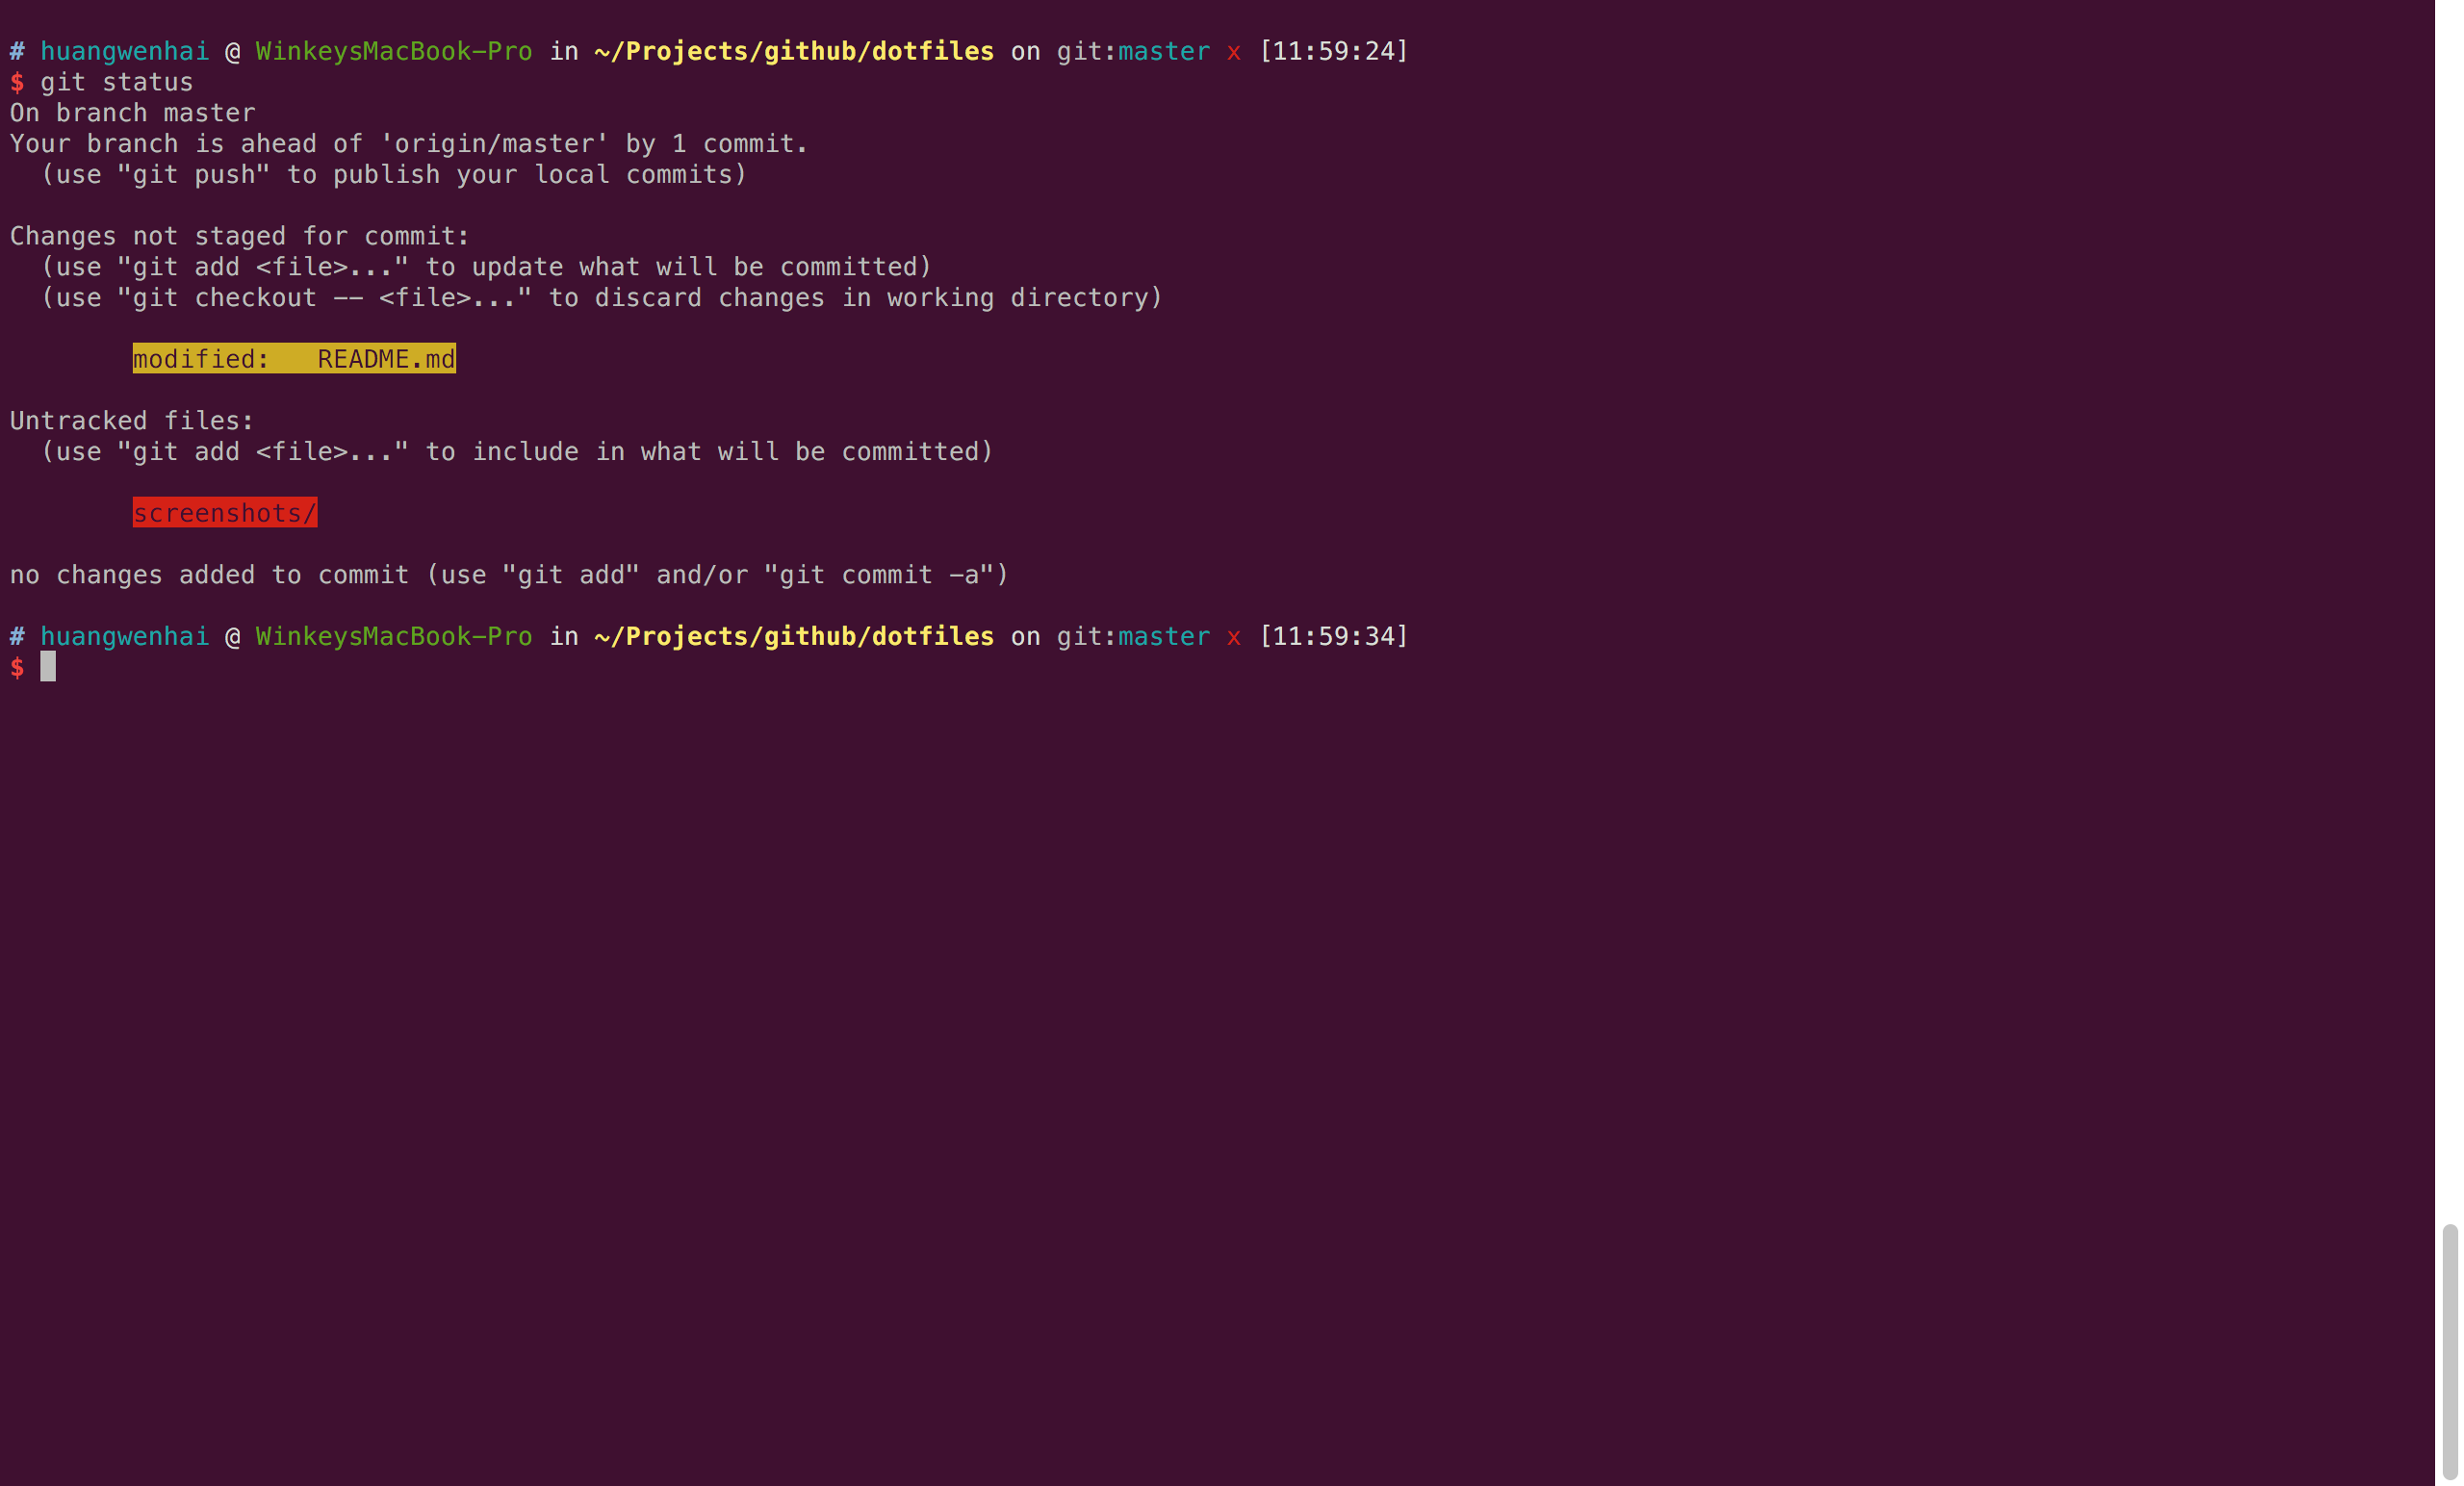 # huangwenhai @ WinkeysMacBook-Pro in ~/Projects/github/dotfiles on git:master x [11:59:24]
$ git status
On branch master
Your branch is ahead of 'origin/master' by 1 commit.
  (use "git push" to publish your local commits)

Changes not staged for commit:
  (use "git add <file>..." to update what will be committed)
  (use "git checkout -- <file>..." to discard changes in working directory)

        modified:   README.md

Untracked files:
  (use "git add <file>..." to include in what will be committed)

        screenshots/

no changes added to commit (use "git add" and/or "git commit -a")

# huangwenhai @ WinkeysMacBook-Pro in ~/Projects/github/dotfiles on git:master x [11:59:34]
$